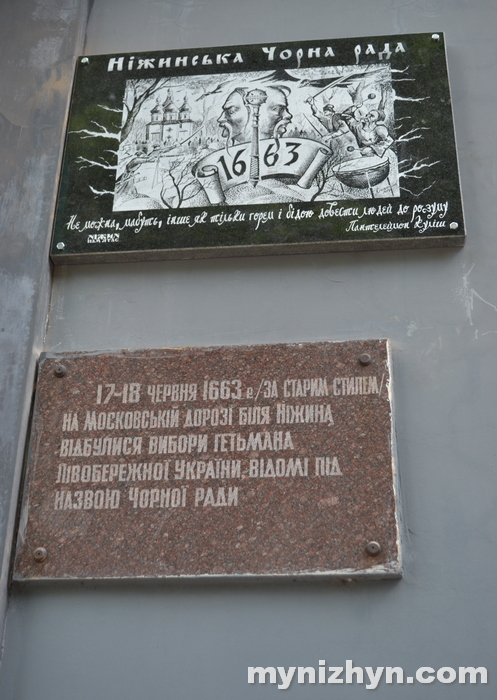 Ніжинська Чорна рада
1663
Не можна, мабуть, інше як тільки горем і бідою довести людей до розуму
Пантелеймон Куліш
17-18 червня 1663 р /за старим стилем/
на Московській дорозі біля Ніжина
відбулися вибори гетьмана
Лівобережної України, відомі під
назвою Чорної ради
mynizhyn.com